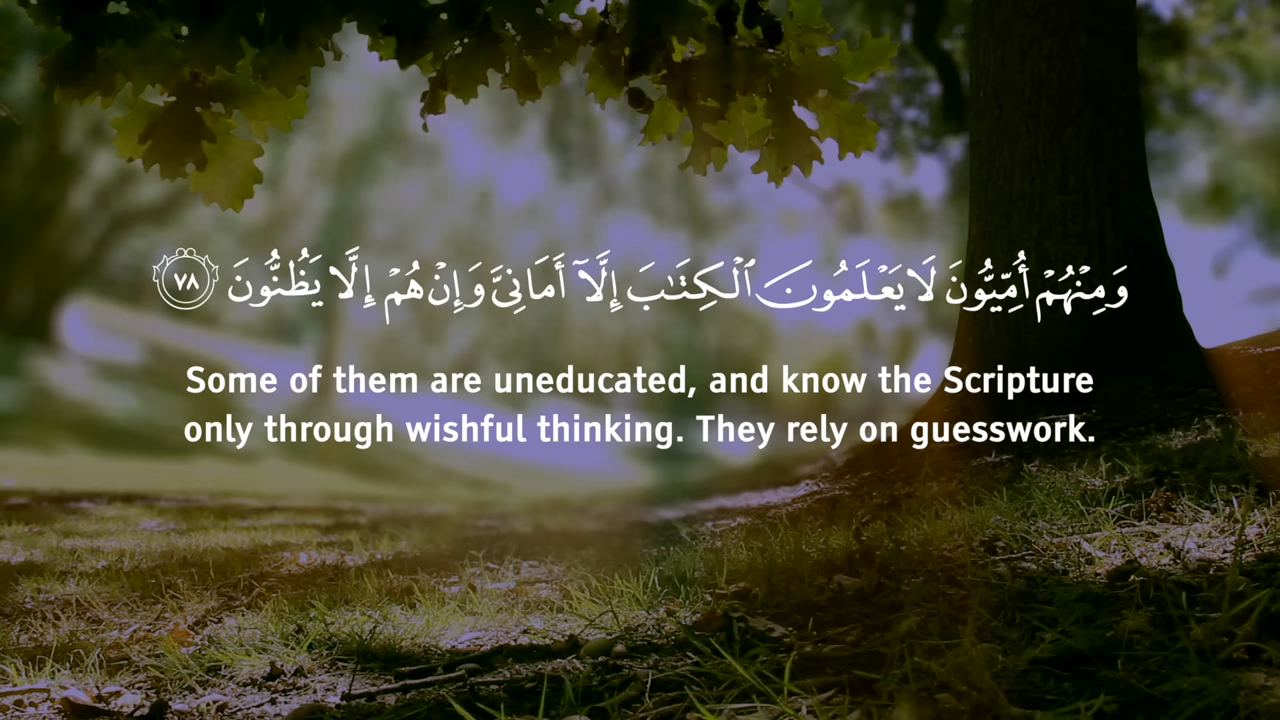 وَمِنْهُمْ أُمِّيُّونَ لَا يَعْلَمُونَ ٱلْكِتَـٰبَ إِلَّآ أَمَانِىَّ وَإِنْ هُمْ إِلَّا يَظُنُّونَ ٧٨
Some of them are uneducated, and know the Scripture
only through wishful thinking. They rely on guesswork.